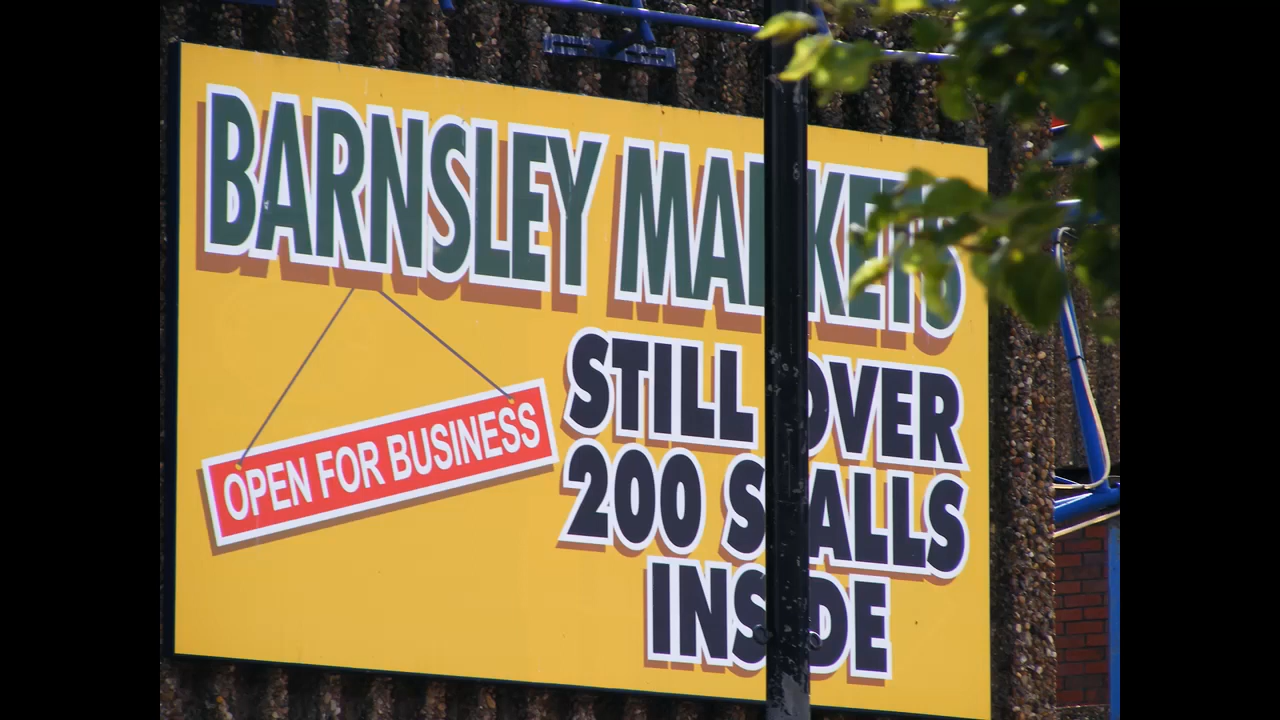 BARNSLEY MARKETS
OPEN FOR BUSINESS
STILL OVER
200 STALLS
INSIDE